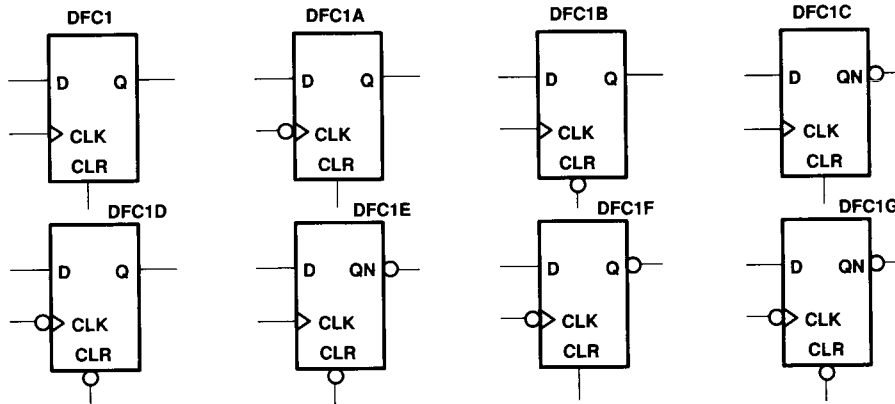 DFC1 DFC1A DFC1B DFC1C
D Q D Q D Q D QN
CLK CLK CLK CLK
CLR CLR CLR CLR
DFC1D DFC1E DFC1F DFC1G
D Q D QN D Q D QN
CLK CLK CLK CLK
CLR CLR CLR CLR